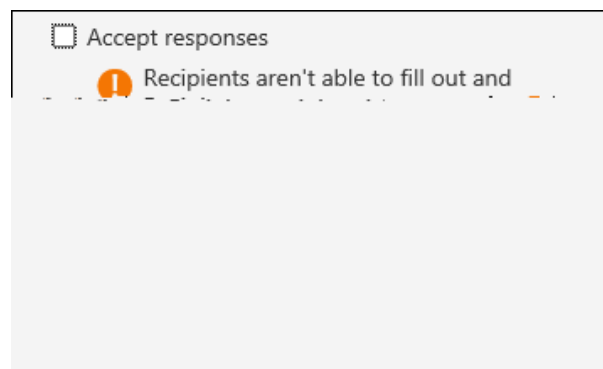 Accept responses
Recipients aren't able to fill out and